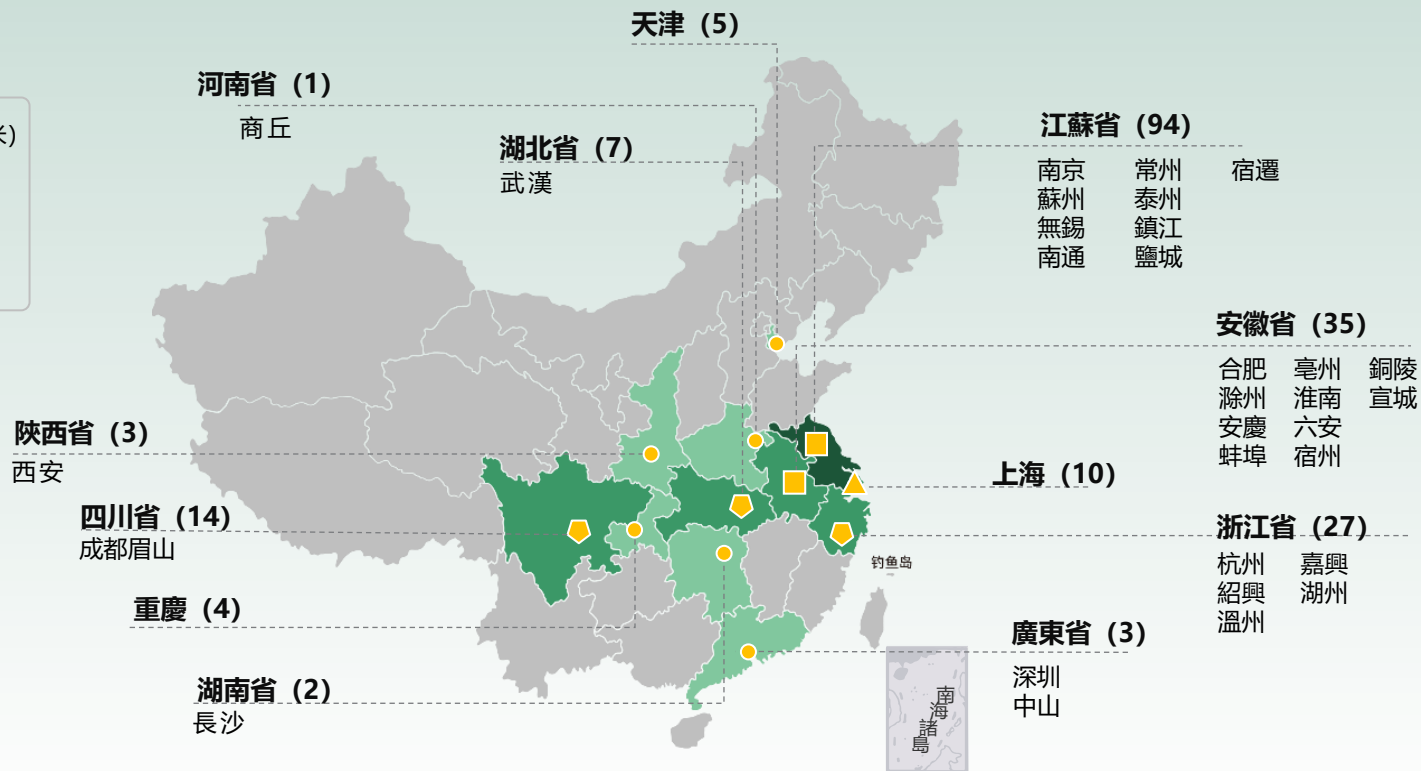 天津（5）
河南省（1）
商丘
米)
湖北省（7）
武漢
江蘇省（94）
南京 常州 宿遷
蘇州 泰州
無錫 鎮江
南通 鹽城
安徽省（35）
合肥 亳州 銅陵
滁州 淮南 宣城
安慶 六安
蚌埠 宿州
陝西省（3）
西安
上海（10）
四川省（14）
成都眉山
浙江省（27）
杭州 嘉興
紹興 湖州
溫州
钓鱼岛
重慶（4）
廣東省（3）
深圳
中山
湖南省（2）
長沙
南海諸島